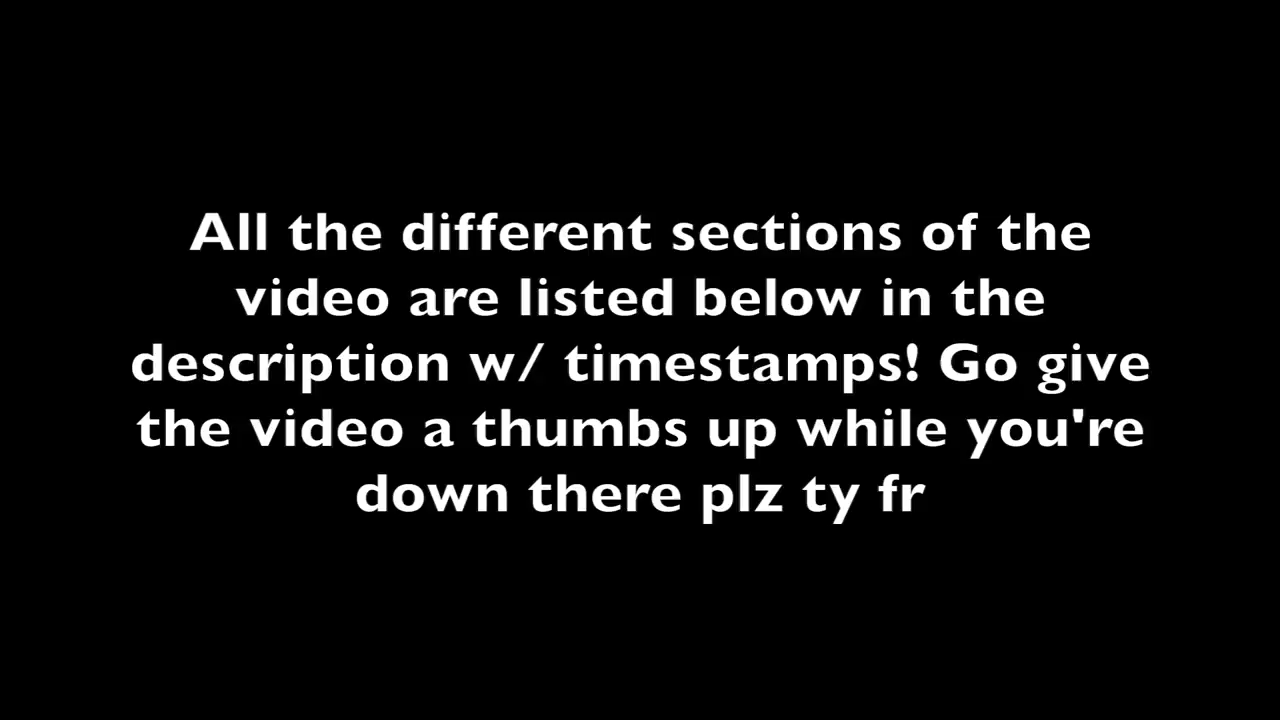 All the different sections of the
video are listed below in the
description w/ timestamps! Go give
the video a thumbs up while you're
down there plz ty fr